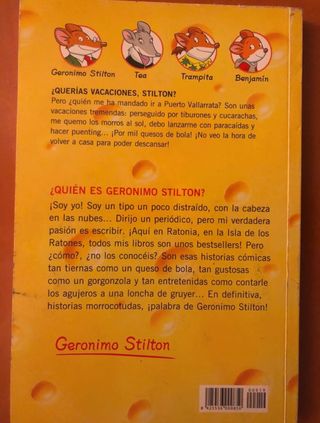 Geronimo Stilton
Tea
Trampita
Benjamín
¿QUERÍAS VACACIONES, STILTON?
Pero ¿quién me ha mandado ir a Puerto Vallarrata? Son unas
vacaciones tremendas: perseguido por tiburones y cucarachas,
me quemo los morros al sol, debo lanzarme con paracaídas y
hacer puenting... ¡Por mil quesos de bola! ¡No veo la hora de
volver a casa para poder descansar!
¿QUIÉN ES GERONIMO STILTON?
¡Soy yo! Soy un tipo un poco distraído, con la cabeza
en las nubes... Dirijo un periódico, pero mi verdadera
pasión es escribir. ¡Aquí en Ratonia, en la Isla de los
Ratones, todos mis libros son unos bestsellers! Pero
¿cómo?, ¿no los conocéis? Son esas historias cómicas
tan tiernas como un queso de bola, tan gustosas
como un gorgonzola y tan entretenidas como contarle
los agujeros a una loncha de gruyer... En definitiva,
historias morrocotudas, ¡palabra de Geronimo Stilton!
Geronimo Stilton